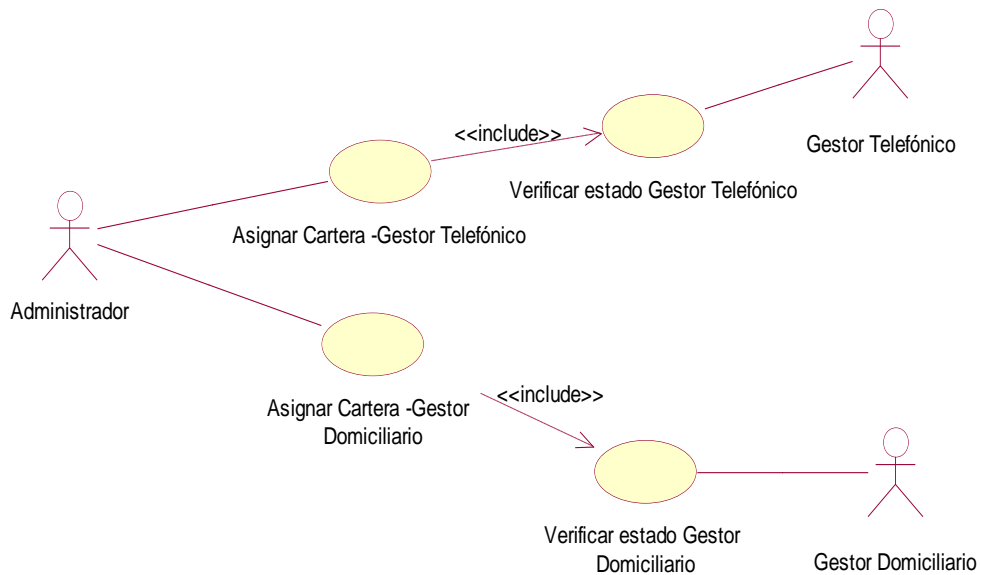 Gestor Telefónico
<<include>>
Verificar estado Gestor Telefónico
Asignar Cartera -Gestor Telefónico
Administrador
<<include>>
Asignar Cartera -Gestor
Domiciliario
Verificar estado Gestor
Domiciliario
Gestor Domiciliario